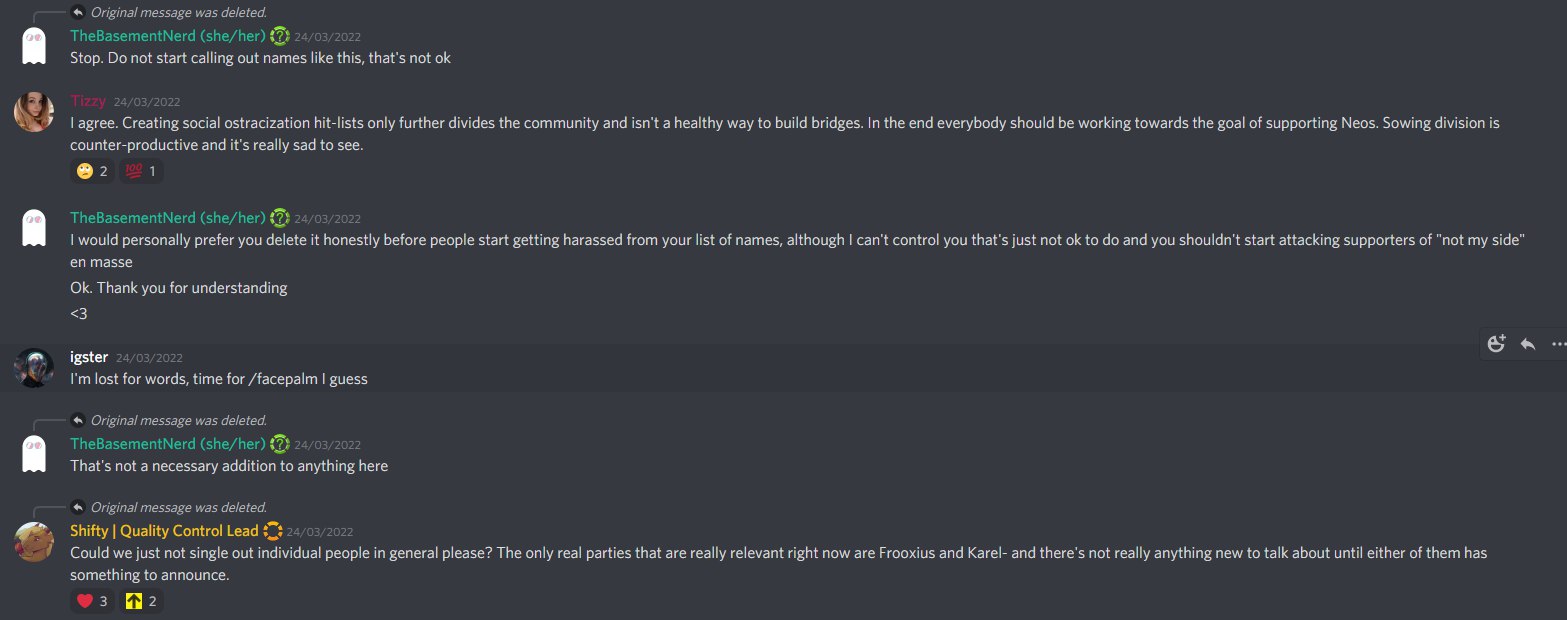 Original message was deleted.
TheBasementNerd (she/her) 24/03/2022
Stop. Do not start calling out names like this, that's not ok
Tizzy 24/03/2022
I agree. Creating social ostracization hit-lists only further divides the community and isn't a healthy way to build bridges. In the end everybody should be working towards the goal of supporting Neos. Sowing division is
counter-productive and it's really sad to see.
2 100 1
TheBasementNerd (she/her) 24/03/2022
I would personally prefer you delete it honestly before people start getting harassed from your list of names, although I can't control you that's just not ok to do and you shouldn't start attacking supporters of "not my side"
en masse
Ok. Thank you for understanding
<3
igster 24/03/2022
I'm lost for words, time for /facepalm I guess
Original message was deleted.
TheBasementNerd (she/her) 24/03/2022
That's not a necessary addition to anything here
Original message was deleted.
Shifty | Quality Control Lead 24/03/2022
Could we just not single out individual people in general please? The only real parties that are really relevant right now are Frooxius and Karel- and there's not really anything new to talk about until either of them has
something to announce.
3 2